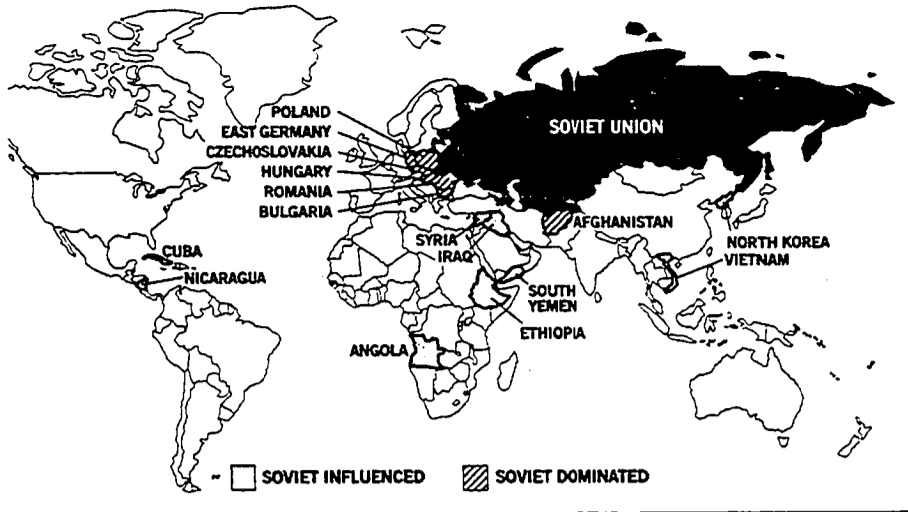 POLAND
EAST GERMANY
CZECHOSLOVAKIA
HUNGARY
ROMANIA
BULGARIA
SOVIET UNION
AFGHANISTAN
SYRIA
IRAQ
NORTH KOREA
VIETNAM
CUBA
NICARAGUA
SOUTH
YEMEN
ETHIOPIA
ANGOLA
SOVIET INFLUENCED
SOVIET DOMINATED